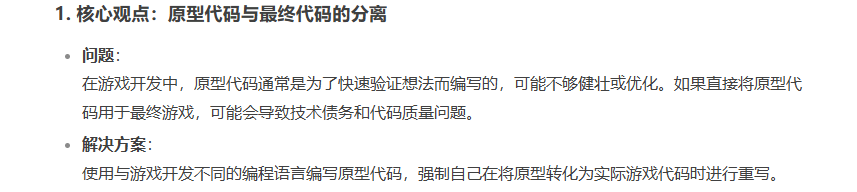 1. 核心观点：原型代码与最终代码的分离
• 问题：
在游戏开发中，原型代码通常是为了快速验证想法而编写的，可能不够健壮或优化。如果直接将原型代
码用于最终游戏，可能会导致技术债务和代码质量问题。
• 解决方案：
使用与游戏开发不同的编程语言编写原型代码，强制自己在将原型转化为实际游戏代码时进行重写。